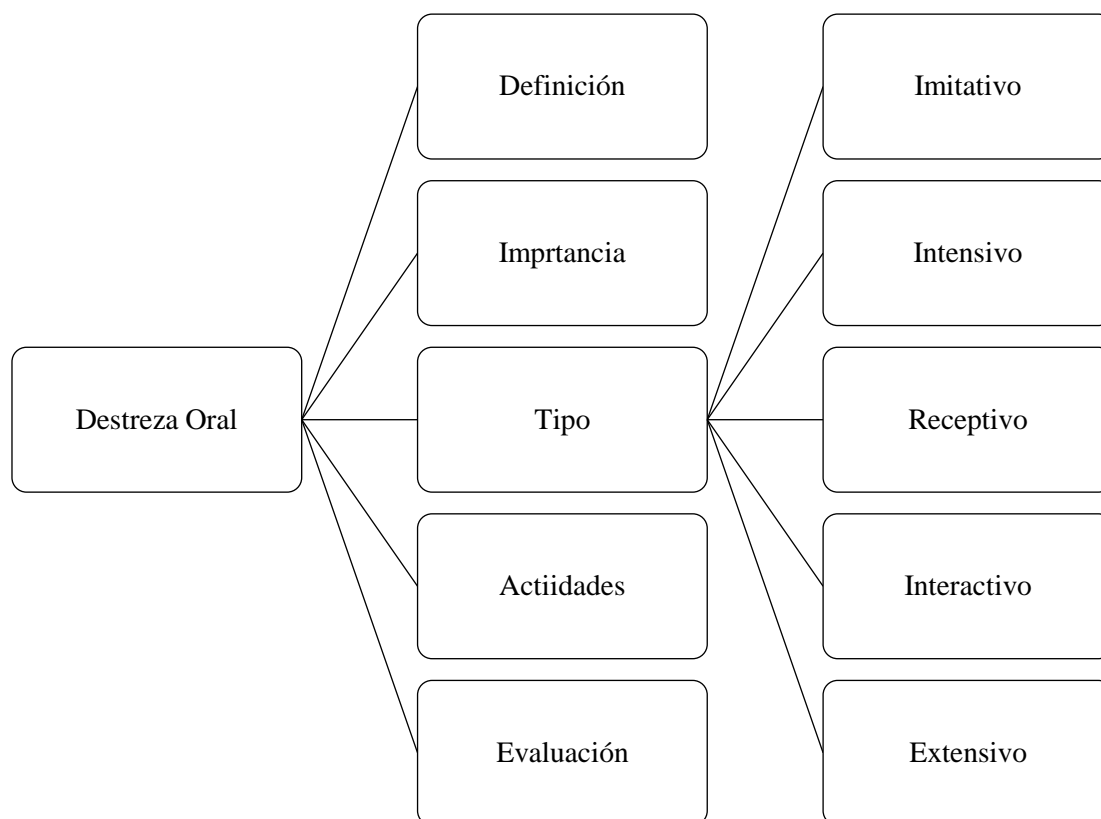 Destreza Oral
Definición
Imprtancia
Tipo
Actiidades
Evaluación
Imitativo
Intensivo
Receptivo
Interactivo
Extensivo